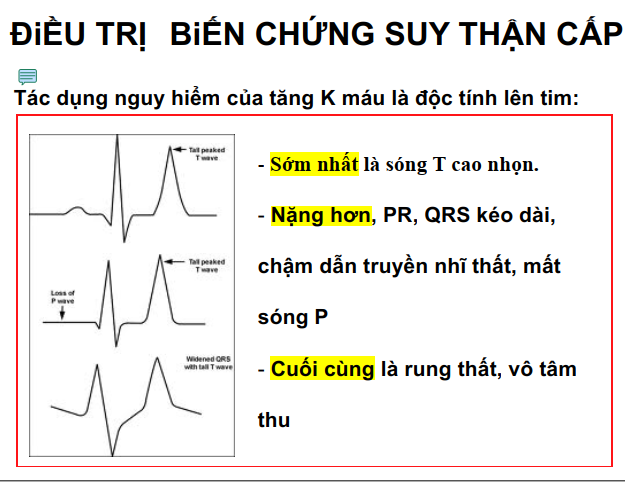 ĐiỀU TRỊ BiẾN CHỨNG SUY THẬN CẤP
Tác dụng nguy hiểm của tăng K máu là độc tính lên tim:
Tall peaked
T wave
- Sớm nhất là sóng T cao nhọn.
- Nặng hơn, PR, QRS kéo dài,
chậm dẫn truyền nhĩ thất, mất
sóng P
Tall peaked
T wave
Loss of
P wave
Widened QRS
with tall T wave
- Cuối cùng là rung thất, vô tâm
thu